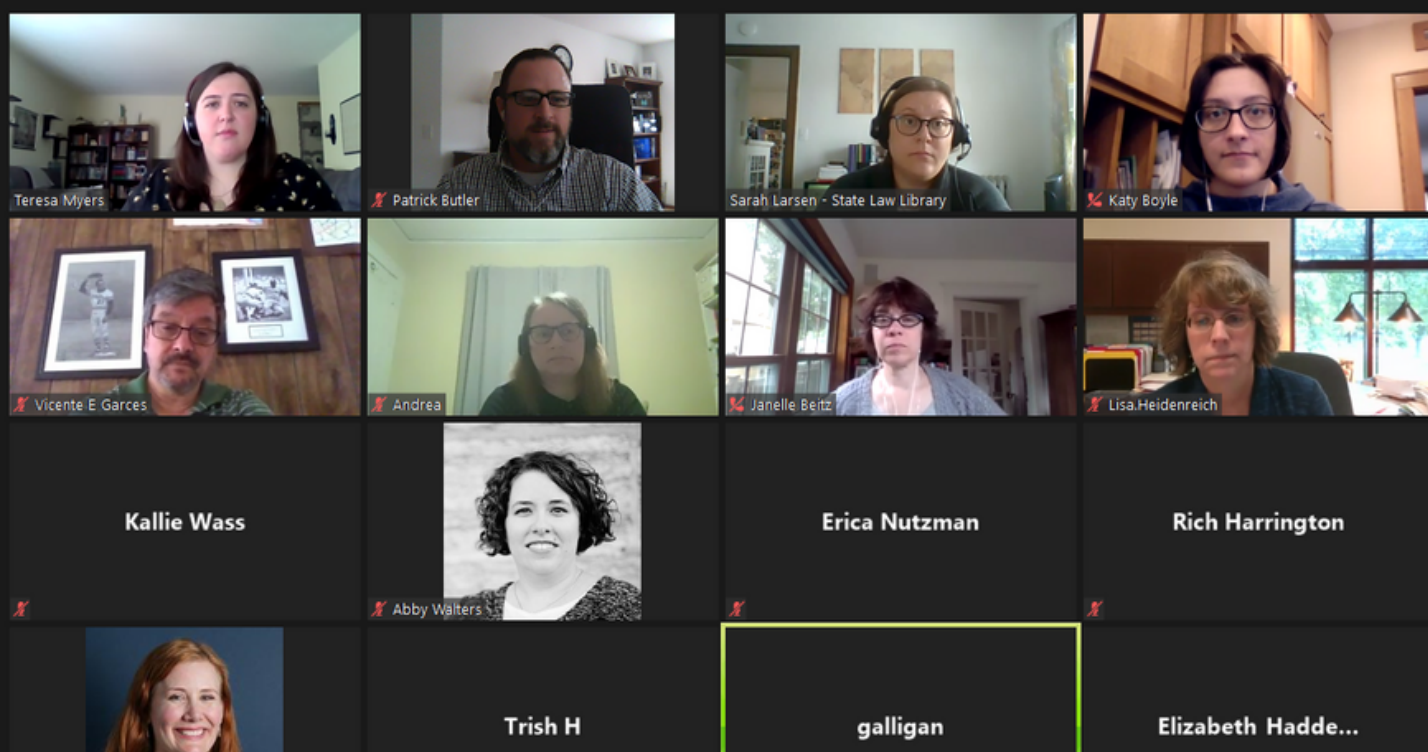 Teresa Myers
Patrick Butler
Sarah Larsen - State Law Library
Katy Boyle
Vicente E Garces
Andrea
Janelle Beitz
Lisa.Heidenreich
Kallie Wass
Abby Walters
Erica Nutzman
Rich Harrington
Trish H
galligan
Elizabeth Hadde...